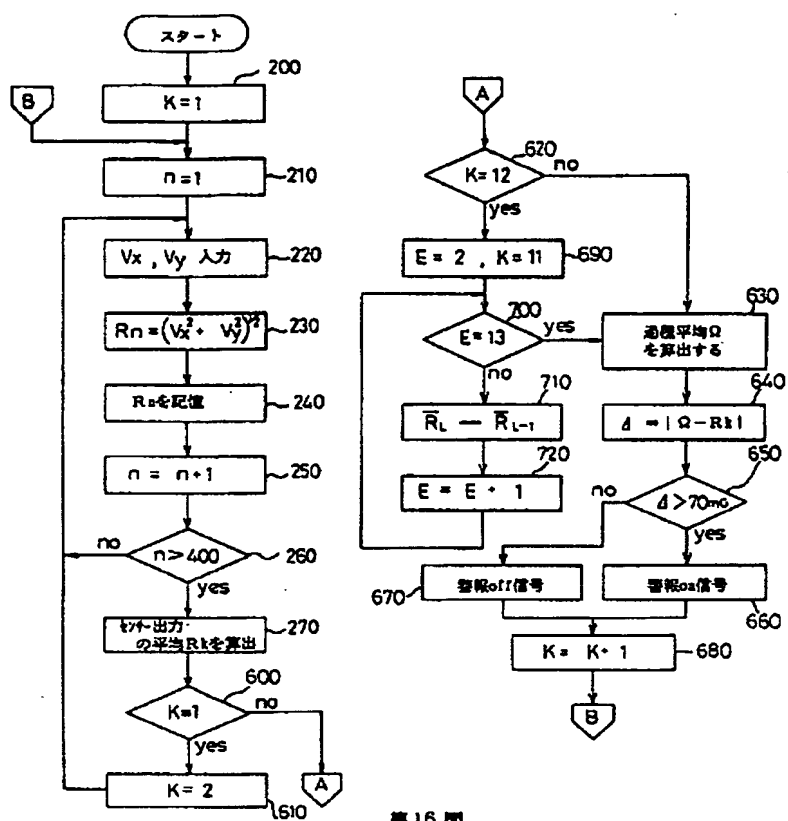 スタート
200
K=1
B
n=1
210
Vx , Vy 入力
220
Rn=(Vx²+ Vy²)^1/2
230
Rnを記憶
240
n = n+1
250
no
n>400
260
yes
センサー出力
の平均Rkを算出
270
600
K=1
no
yes
K=2
610
A
A
620
K=12
no
yes
E=2 , K=11
690
700
E=13
yes
no
710
R̅L ― R̅L-1
720
E = E + 1
630
過程平均Ω
を算出する
640
Δ = |Ω-Rk|
650
no
Δ>70mG
yes
警報off信号
670
警報on信号
660
K= K+ 1
680
B
第16図